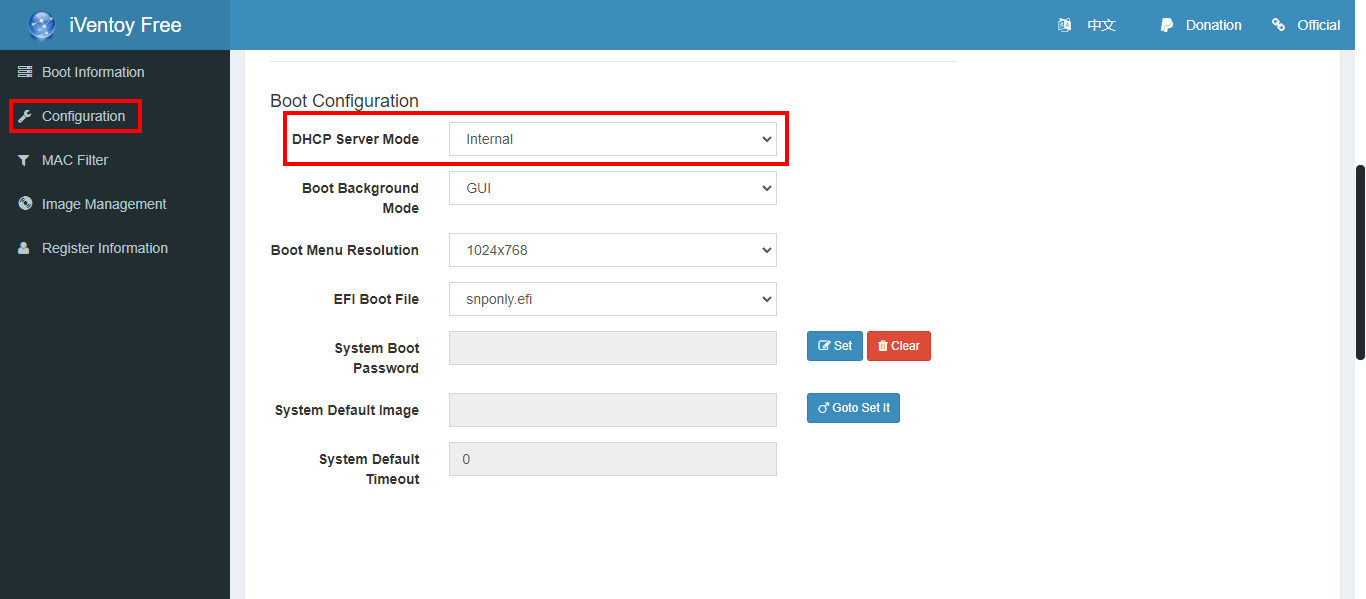 iVentoy Free
中文
Donation
Official
Boot Information
Configuration
MAC Filter
Image Management
Register Information
Boot Configuration
DHCP Server Mode
Internal
Boot Background
Mode
GUI
Boot Menu Resolution
1024x768
EFI Boot File
snponly.efi
System Boot
Password
Set
Clear
System Default Image
Goto Set It
System Default
Timeout
0